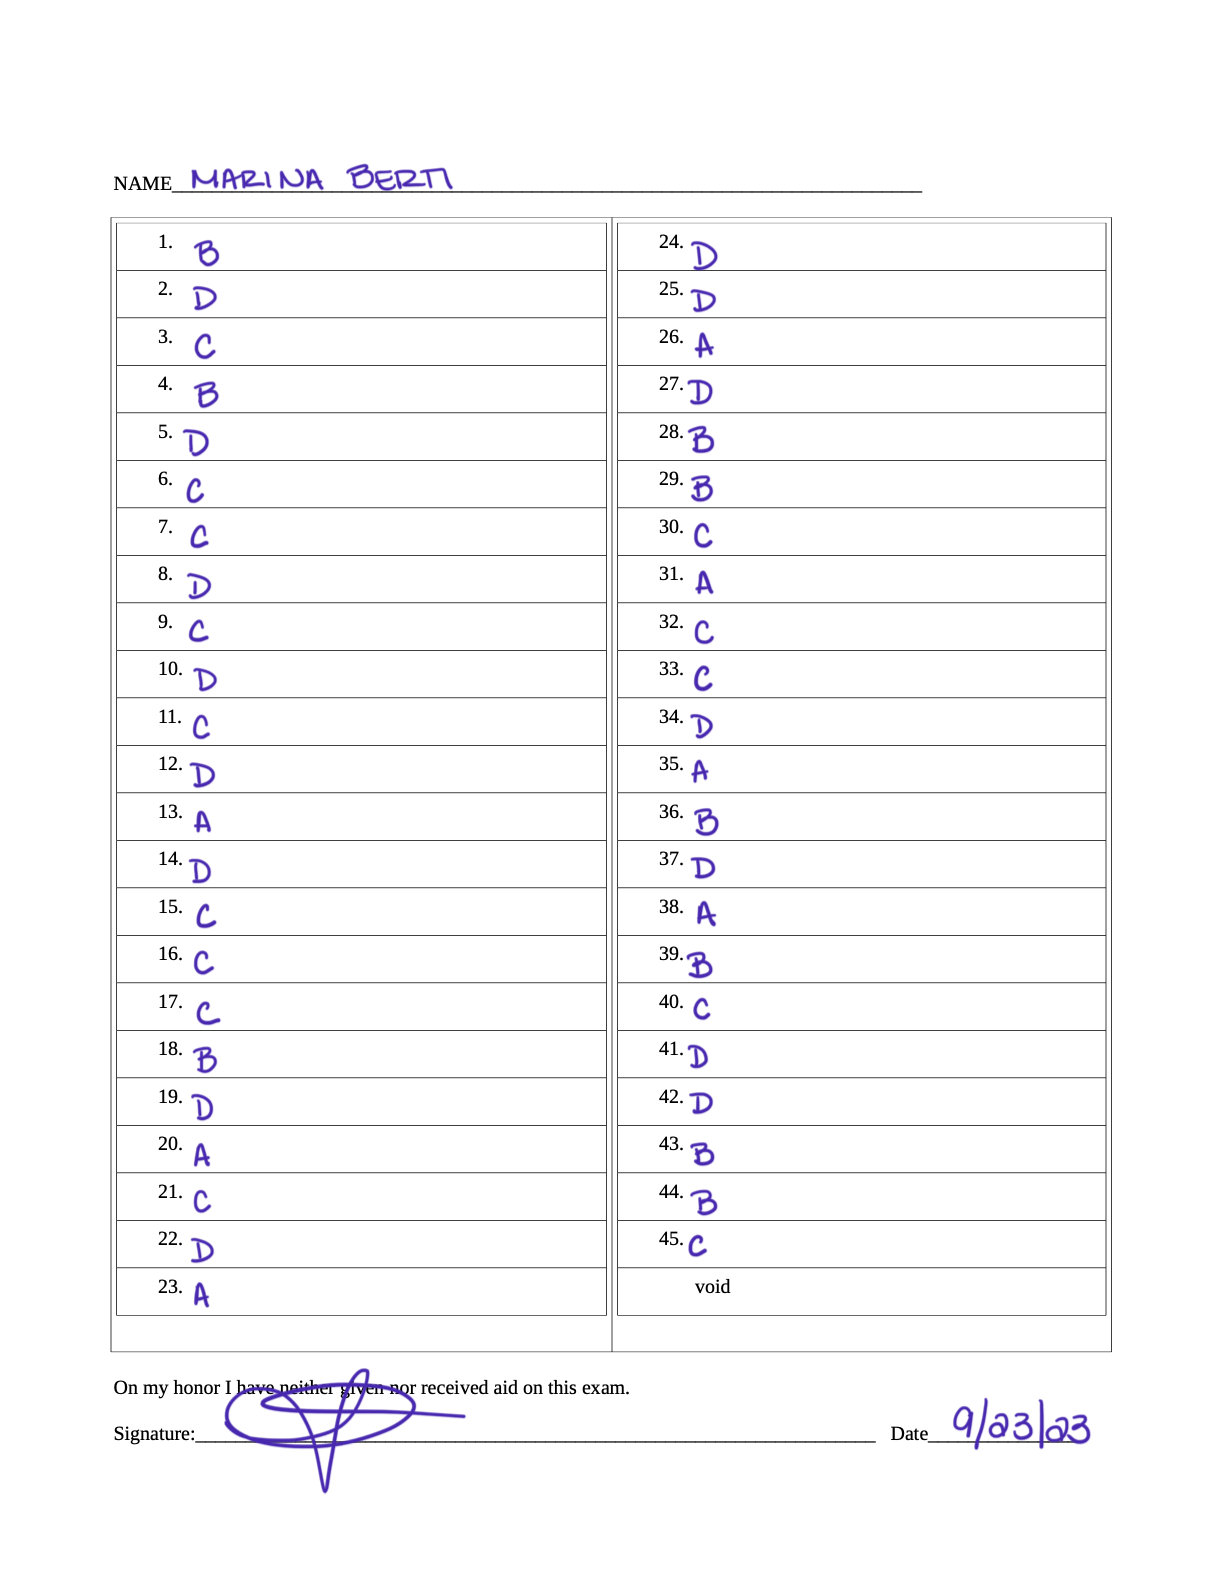 NAME MARINA BERTI
1. B
2. D
3. C
4. B
5. D
6. C
7. C
8. D
9. C
10. D
11. C
12. D
13. A
14. D
15. C
16. C
17. C
18. B
19. D
20. A
21. C
22. D
23. A
24. D
25. D
26. A
27. D
28. B
29. B
30. C
31. A
32. C
33. C
34. D
35. A
36. B
37. D
38. A
39. B
40. C
41. D
42. D
43. B
44. B
45. C
void
On my honor I have neither given nor received aid on this exam.
Signature: Date 9/23/23